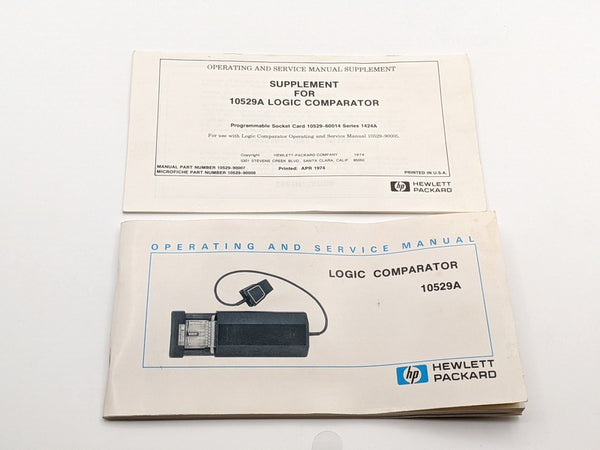 OPERATING AND SERVICE MANUAL SUPPLEMENT
SUPPLEMENT
FOR
10529A LOGIC COMPARATOR
Programmable Socket Card 10529-60014 Series 1424A
For use with Logic Comparator Operating and Service Manual 10529-90005.
Copyright HEWLETT-PACKARD COMPANY 1974
5301 STEVENS CREEK BLVD., SANTA CLARA, CALIF. 95050
MANUAL PART NUMBER 10529-90007
MICROFICHE PART NUMBER 10529-90008
Printed: APR 1974
PRINTED IN U.S.A.
hp HEWLETT
PACKARD
OPERATING AND SERVICE MANUAL
LOGIC COMPARATOR
10529A
hp HEWLETT
PACKARD